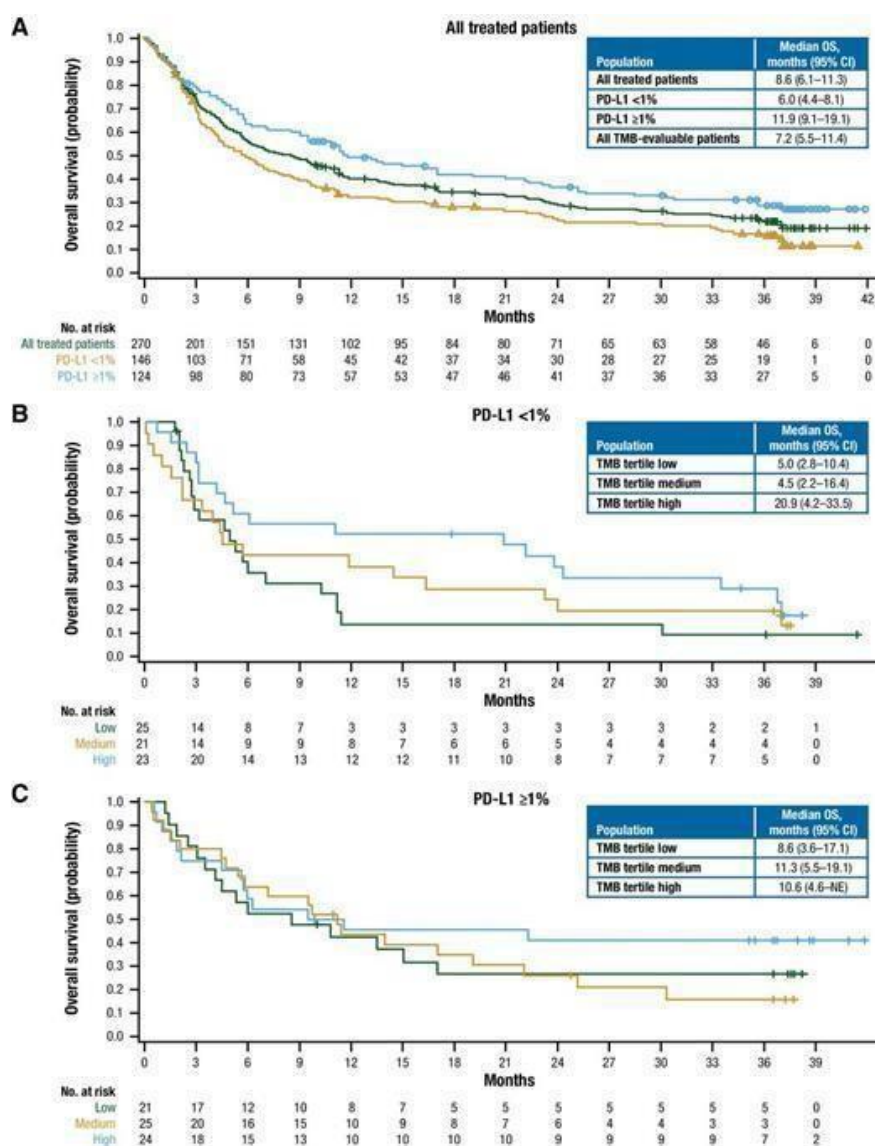 A
All treated patients
Overall survival (probability)
1.0
0.9
0.8
0.7
0.6
0.5
0.4
0.3
0.2
0.1
0.0
Population Median OS, months (95% CI)
All treated patients 8.6 (6.1–11.3)
PD-L1 <1% 6.0 (4.4–8.1)
PD-L1 ≥1% 11.9 (9.1–19.1)
All TMB-evaluable patients 7.2 (5.5–11.4)
0 3 6 9 12 15 18 21 24 27 30 33 36 39 42
Months
No. at risk
All treated patients 270 201 151 131 102 95 84 80 71 65 63 58 46 6 0
PD-L1 <1% 146 103 71 58 45 42 37 34 30 28 27 25 19 1 0
PD-L1 ≥1% 124 98 80 73 57 53 47 46 41 37 36 33 27 5 0
B
PD-L1 <1%
Overall survival (probability)
1.0
0.9
0.8
0.7
0.6
0.5
0.4
0.3
0.2
0.1
0.0
Population Median OS, months (95% CI)
TMB tertile low 5.0 (2.8–10.4)
TMB tertile medium 4.5 (2.2–16.4)
TMB tertile high 20.9 (4.2–33.5)
0 3 6 9 12 15 18 21 24 27 30 33 36 39
Months
No. at risk
Low 25 14 8 7 3 3 3 3 3 3 3 2 2 1
Medium 21 14 9 9 8 7 6 6 5 4 4 4 4 0
High 23 20 14 13 12 12 11 10 8 7 7 7 5 0
C
PD-L1 ≥1%
Overall survival (probability)
1.0
0.9
0.8
0.7
0.6
0.5
0.4
0.3
0.2
0.1
0.0
Population Median OS, months (95% CI)
TMB tertile low 8.6 (3.6–17.1)
TMB tertile medium 11.3 (5.5–19.1)
TMB tertile high 10.6 (4.6–NE)
0 3 6 9 12 15 18 21 24 27 30 33 36 39
Months
No. at risk
Low 21 17 12 10 8 7 5 5 5 5 5 5 5 0
Medium 25 20 16 15 10 9 8 7 6 4 4 3 3 0
High 24 18 15 13 10 10 10 10 9 9 9 9 7 2